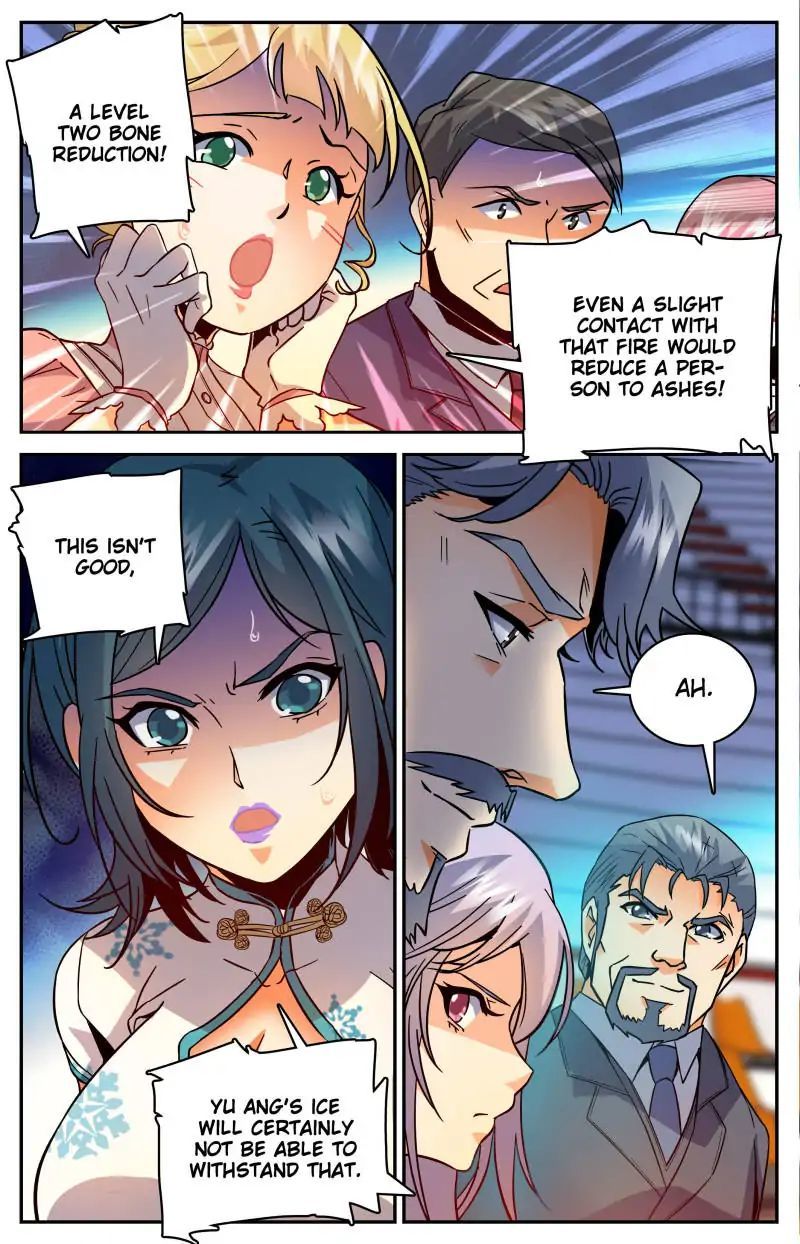 A LEVEL
TWO BONE
REDUCTION!
EVEN A SLIGHT
CONTACT WITH
THAT FIRE WOULD
REDUCE A PER-
SON TO ASHES!
THIS ISN'T
GOOD,
YU ANG'S ICE
WILL CERTAINLY
NOT BE ABLE TO
WITHSTAND THAT.
AH.